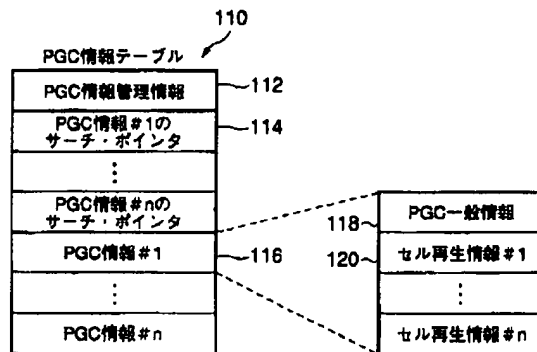 110
PGC情報テーブル
PGC情報管理情報
112
PGC情報#1の
サーチ・ポインタ
114
⋮
PGC情報#nの
サーチ・ポインタ
PGC情報#1
116
⋮
PGC情報#n
PGC一般情報
118
セル再生情報#1
120
⋮
セル再生情報#n